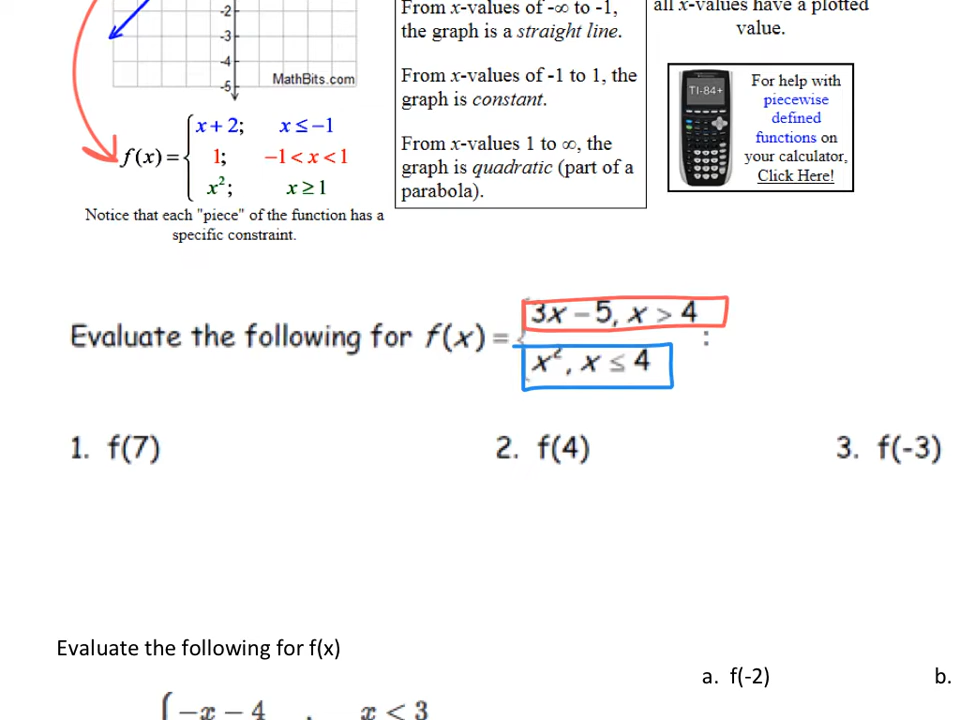 -2
-3
-4
-5
MathBits.com
f(x) = { x + 2; x ≤ −1
1; −1 < x < 1
x²; x ≥ 1
Notice that each "piece" of the function has a
specific constraint.
From x-values of -∞ to -1,
the graph is a straight line.
From x-values of -1 to 1, the
graph is constant.
From x-values 1 to ∞, the
graph is quadratic (part of a
parabola).
all x-values have a plotted
value.
TI-84+
For help with
piecewise
defined
functions on
your calculator,
Click Here!
Evaluate the following for f(x) = { 3x − 5, x > 4
x², x ≤ 4 :
1. f(7)
2. f(4)
3. f(-3)
Evaluate the following for f(x)
a. f(-2)
b.
{ −x − 4 , x < 3